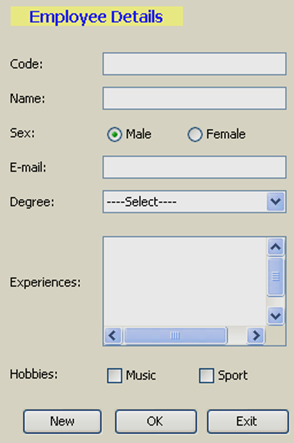 Employee Details
Code:
Name:
Sex: Male Female
E-mail:
Degree: ----Select----
Experiences:
Hobbies: Music Sport
New OK Exit